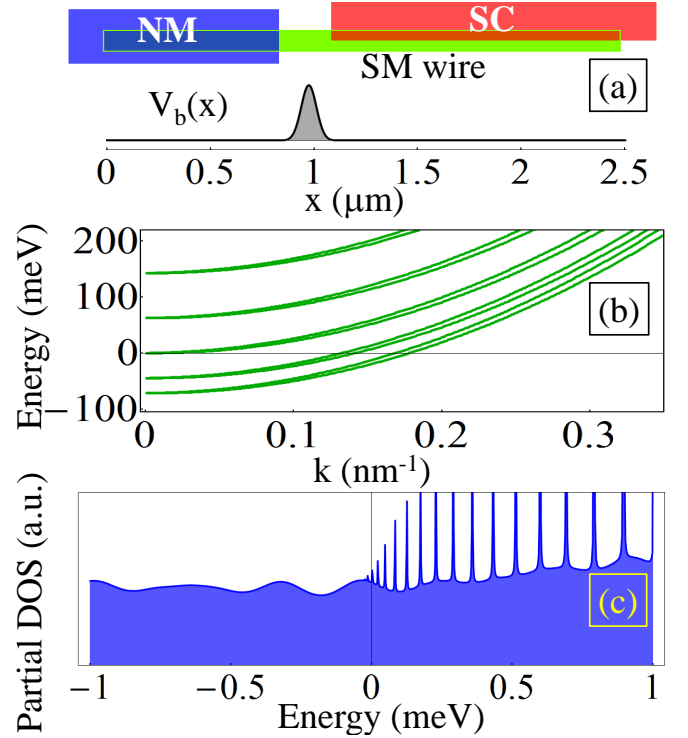 NM
SC
SM wire
(a)
V_b(x)
0 0.5 1 1.5 2 2.5
x (μm)
Energy (meV)
200
100
0
−100
(b)
0 0.1 0.2 0.3
k (nm⁻¹)
Partial DOS (a.u.)
(c)
−1 −0.5 0 0.5 1
Energy (meV)